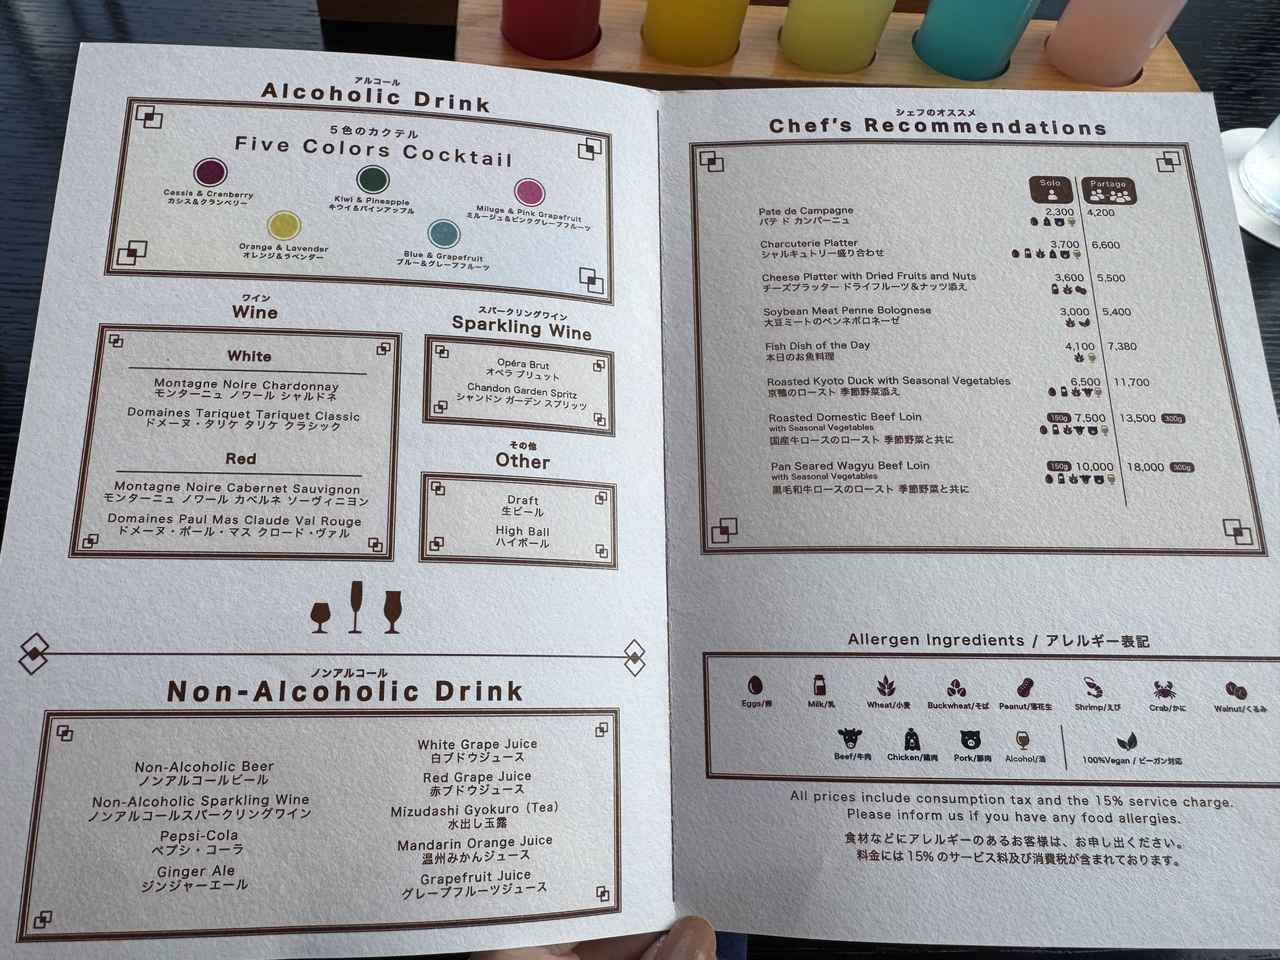 アルコール
Alcoholic Drink
5色のカクテル
Five Colors Cocktail
Cassis & Cranberry
カシス&クランベリー
Kiwi & Pineapple
キウイ&パインアップル
Miluge & Pink Grapefruit
ミルージュ&ピンクグレープフルーツ
Orange & Lavender
オレンジ&ラベンダー
Blue & Grapefruit
ブルー&グレープフルーツ
ワイン
Wine
White
Montagne Noire Chardonnay
モンターニュ ノワール シャルドネ
Domaines Tariquet Tariquet Classic
ドメーヌ・タリケ タリケ クラシック
Red
Montagne Noire Cabernet Sauvignon
モンターニュ ノワール カベルネ ソーヴィニヨン
Domaines Paul Mas Claude Val Rouge
ドメーヌ・ポール・マス クロード・ヴァル
スパークリングワイン
Sparkling Wine
Opéra Brut
オペラ ブリュット
Chandon Garden Spritz
シャンドン ガーデン スプリッツ
その他
Other
Draft
生ビール
High Ball
ハイボール
ノンアルコール
Non-Alcoholic Drink
Non-Alcoholic Beer
ノンアルコールビール
Non-Alcoholic Sparkling Wine
ノンアルコールスパークリングワイン
Pepsi-Cola
ペプシ・コーラ
Ginger Ale
ジンジャーエール
White Grape Juice
白ブドウジュース
Red Grape Juice
赤ブドウジュース
Mizudashi Gyokuro (Tea)
水出し玉露
Mandarin Orange Juice
温州みかんジュース
Grapefruit Juice
グレープフルーツジュース
シェフのオススメ
Chef's Recommendations
Solo Partage
Pate de Campagne 2,300 4,200
パテ ド カンパーニュ
Charcuterie Platter 3,700 6,600
シャルキュトリー盛り合わせ
Cheese Platter with Dried Fruits and Nuts 3,600 5,500
チーズプラッター ドライフルーツ&ナッツ添え
Soybean Meat Penne Bolognese 3,000 5,400
大豆ミートのペンネボロネーゼ
Fish Dish of the Day 4,100 7,380
本日のお魚料理
Roasted Kyoto Duck with Seasonal Vegetables 6,500 11,700
京鴨のロースト 季節野菜添え
Roasted Domestic Beef Loin 150g 7,500 13,500 300g
with Seasonal Vegetables
国産牛ロースのロースト 季節野菜と共に
Pan Seared Wagyu Beef Loin 150g 10,000 18,000 300g
with Seasonal Vegetables
黒毛和牛ロースのロースト 季節野菜と共に
Allergen Ingredients / アレルギー表記
Eggs/卵 Milk/乳 Wheat/小麦 Buckwheat/そば Peanut/落花生 Shrimp/えび Crab/かに Walnut/くるみ
Beef/牛肉 Chicken/鶏肉 Pork/豚肉 Alcohol/酒 100%Vegan / ビーガン対応
All prices include consumption tax and the 15% service charge.
Please inform us if you have any food allergies.
食材などにアレルギーのあるお客様は、お申し出ください。
料金には15%のサービス料及び消費税が含まれております。